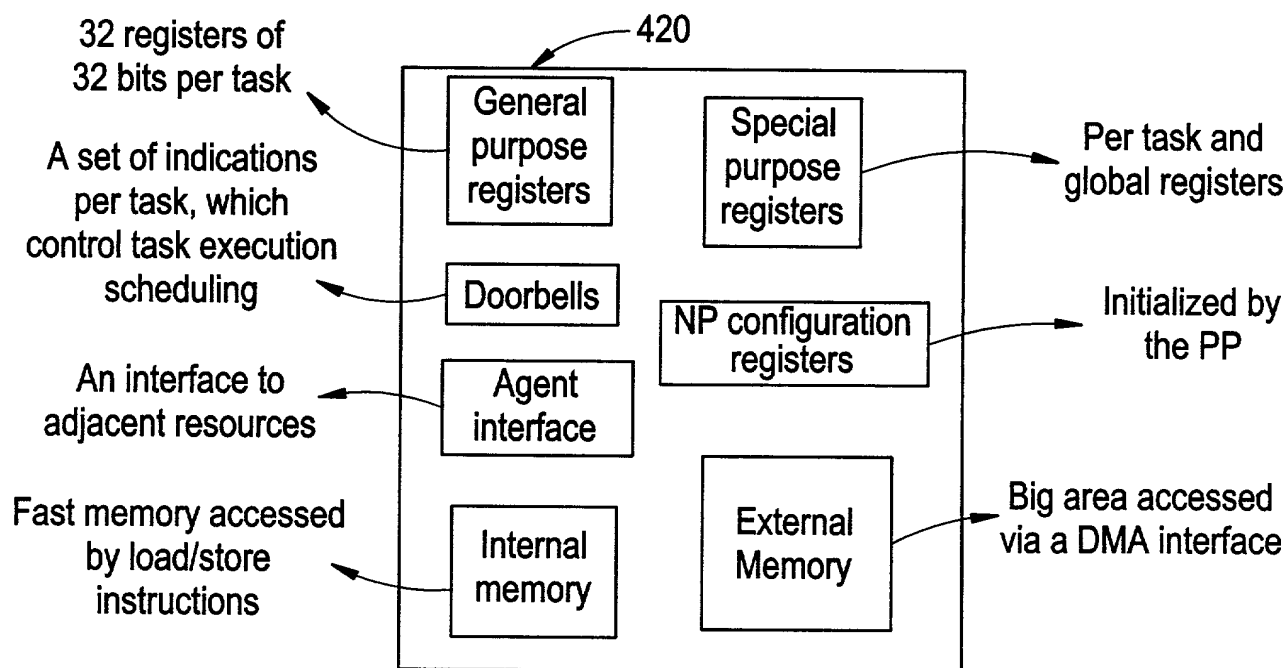 420
32 registers of
32 bits per task
General
purpose
registers
Special
purpose
registers
Per task and
global registers
A set of indications
per task, which
control task execution
scheduling
Doorbells
NP configuration
registers
Initialized by
the PP
An interface to
adjacent resources
Agent
interface
Fast memory accessed
by load/store
instructions
Internal
memory
External
Memory
Big area accessed
via a DMA interface